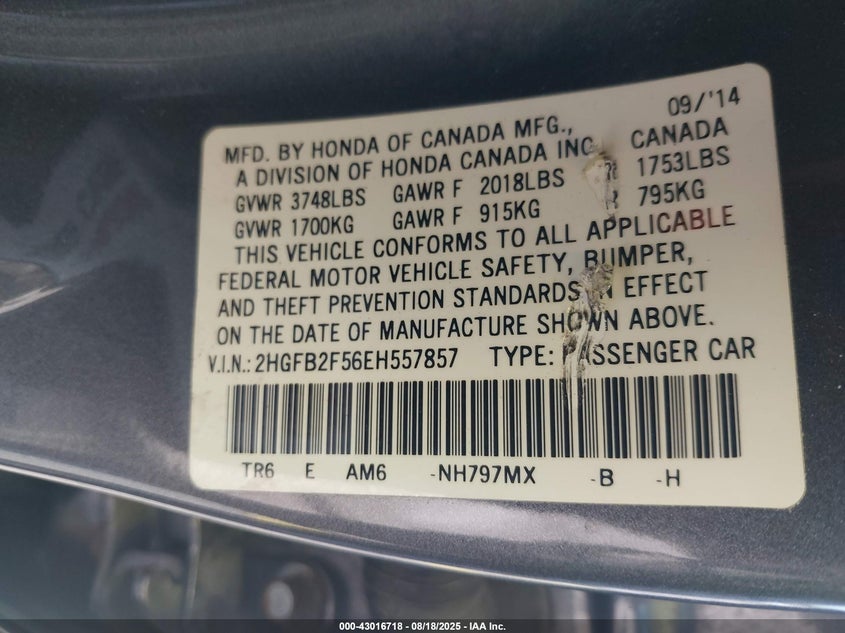 09/'14
MFD. BY HONDA OF CANADA MFG.,
A DIVISION OF HONDA CANADA INC CANADA
GVWR 3748LBS GAWR F 2018LBS R 1753LBS
GVWR 1700KG GAWR F 915KG R 795KG
THIS VEHICLE CONFORMS TO ALL APPLICABLE
FEDERAL MOTOR VEHICLE SAFETY, BUMPER,
AND THEFT PREVENTION STANDARDS IN EFFECT
ON THE DATE OF MANUFACTURE SHOWN ABOVE.
V.I.N.: 2HGFB2F56EH557857 TYPE: PASSENGER CAR
TR6 E AM6 -NH797MX -B -H
000-43016718 - 08/18/2025 - IAA Inc.